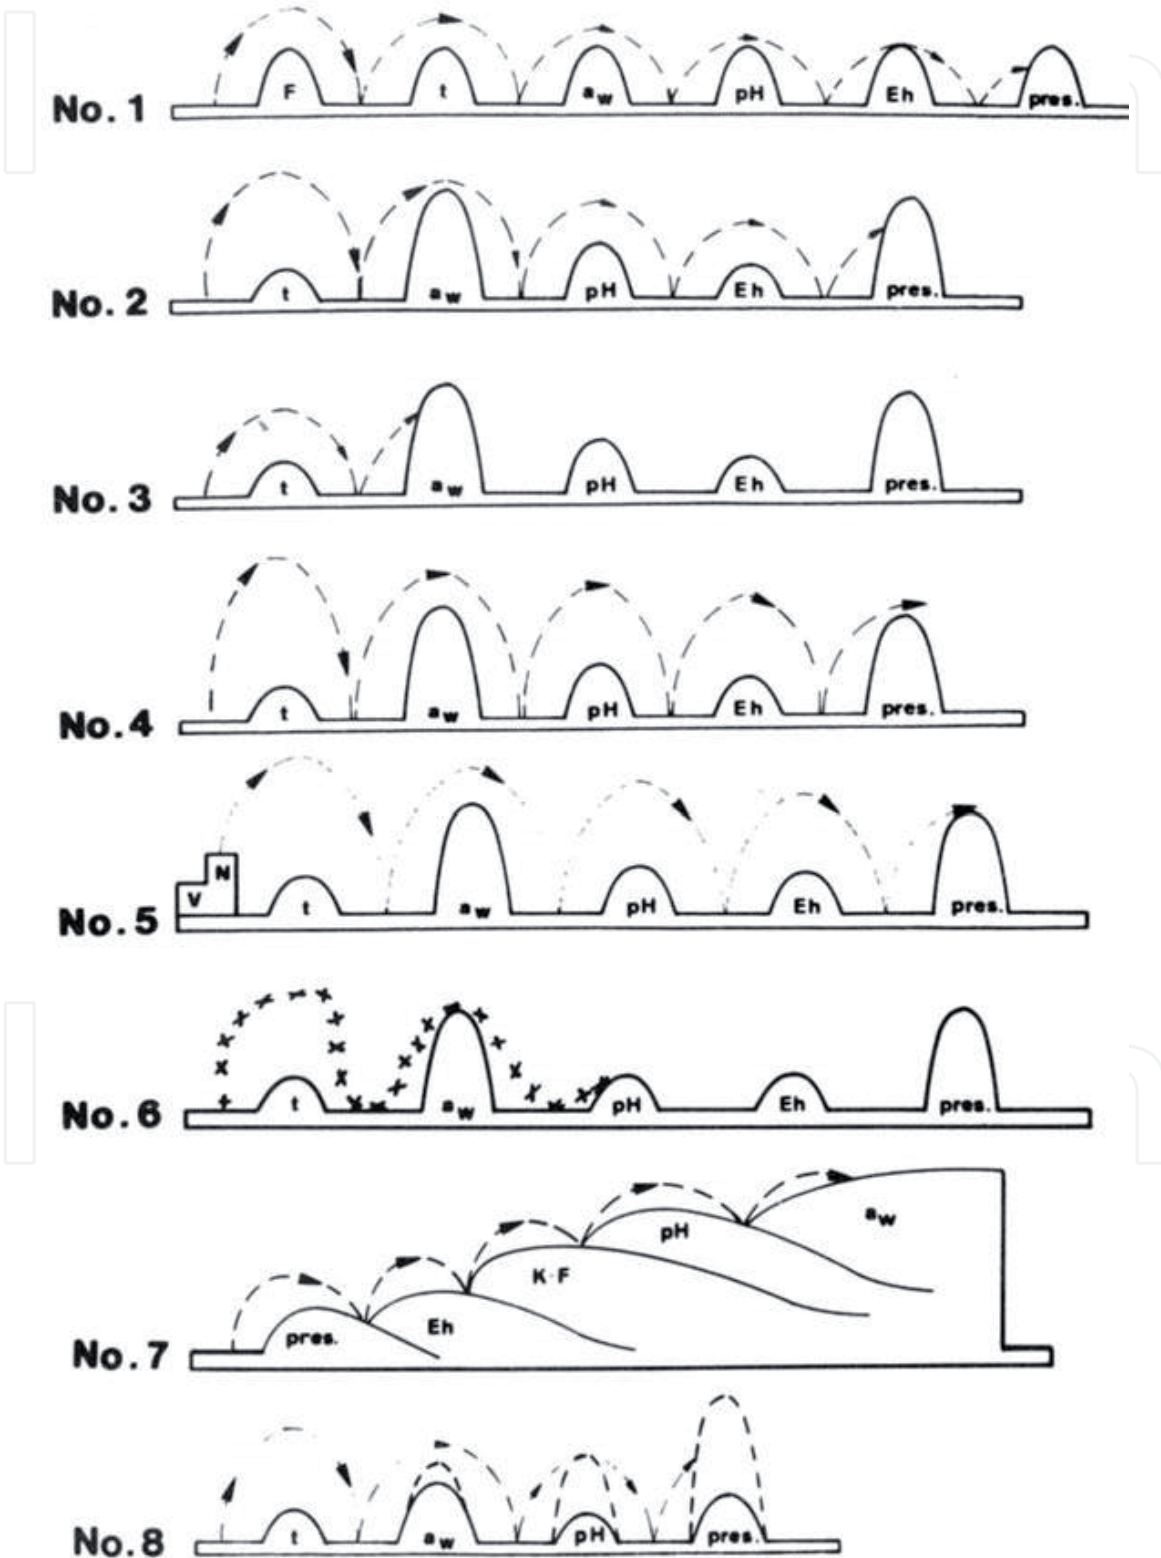 No. 1 F t aw pH Eh pres.
No. 2 t aw pH Eh pres.
No. 3 t aw pH Eh pres.
No. 4 t aw pH Eh pres.
No. 5 V N t aw pH Eh pres.
No. 6 t aw pH Eh pres.
aw
pH
K·F
Eh
pres.
No. 7
No. 8 t aw pH pres.